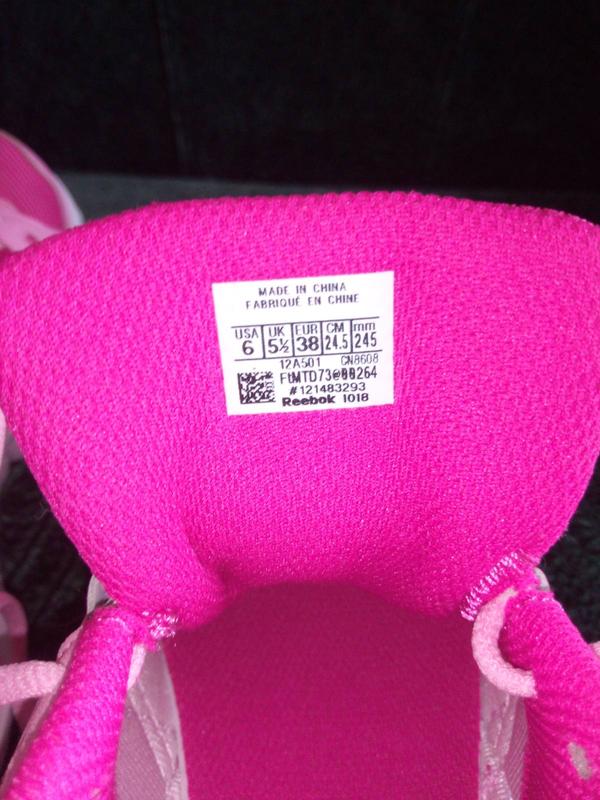 MADE IN CHINA
FABRIQUÉ EN CHINE
USA UK EUR CM mm
6 5½ 38 24.5 245
12A501 CN8608
#121483293
Reebok 1018